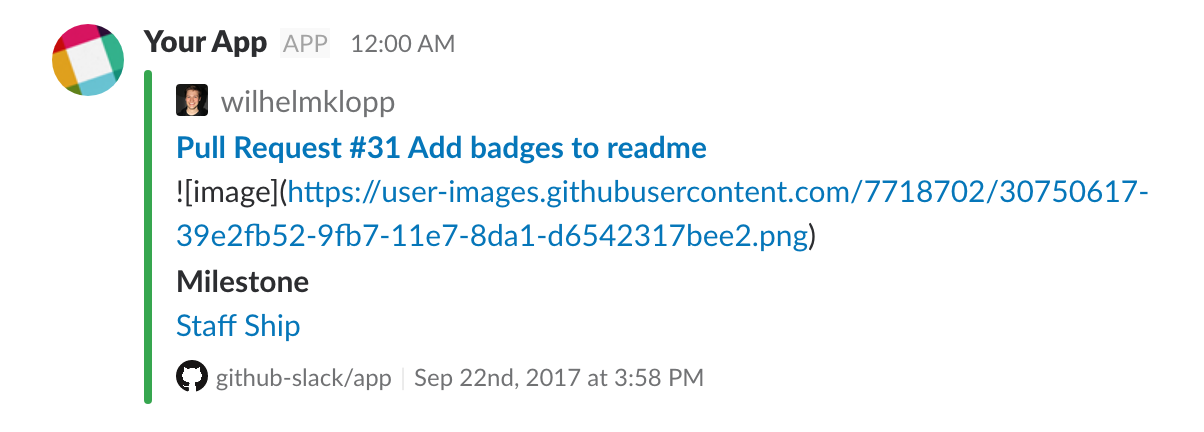 Your App APP 12:00 AM
wilhelmklopp
Pull Request #31 Add badges to readme
![image](https://user-images.githubusercontent.com/7718702/30750617-
39e2fb52-9fb7-11e7-8da1-d6542317bee2.png)
Milestone
Staff Ship
github-slack/app | Sep 22nd, 2017 at 3:58 PM